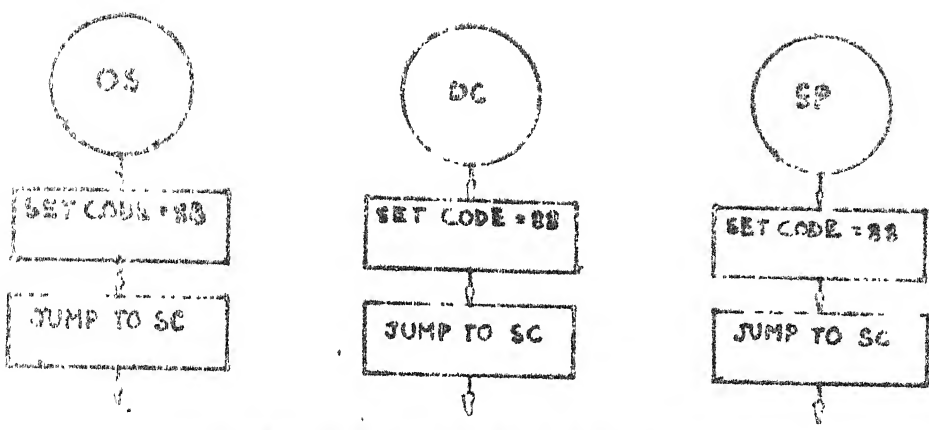 OS
SET CODE = 88
JUMP TO SC
DC
SET CODE = 88
JUMP TO SC
SP
SET CODE = 88
JUMP TO SC